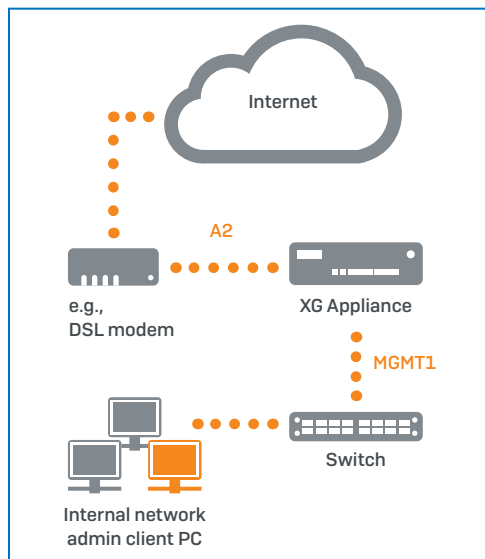 Internet
A2
e.g.,
DSL modem
XG Appliance
MGMT1
Switch
Internal network
admin client PC